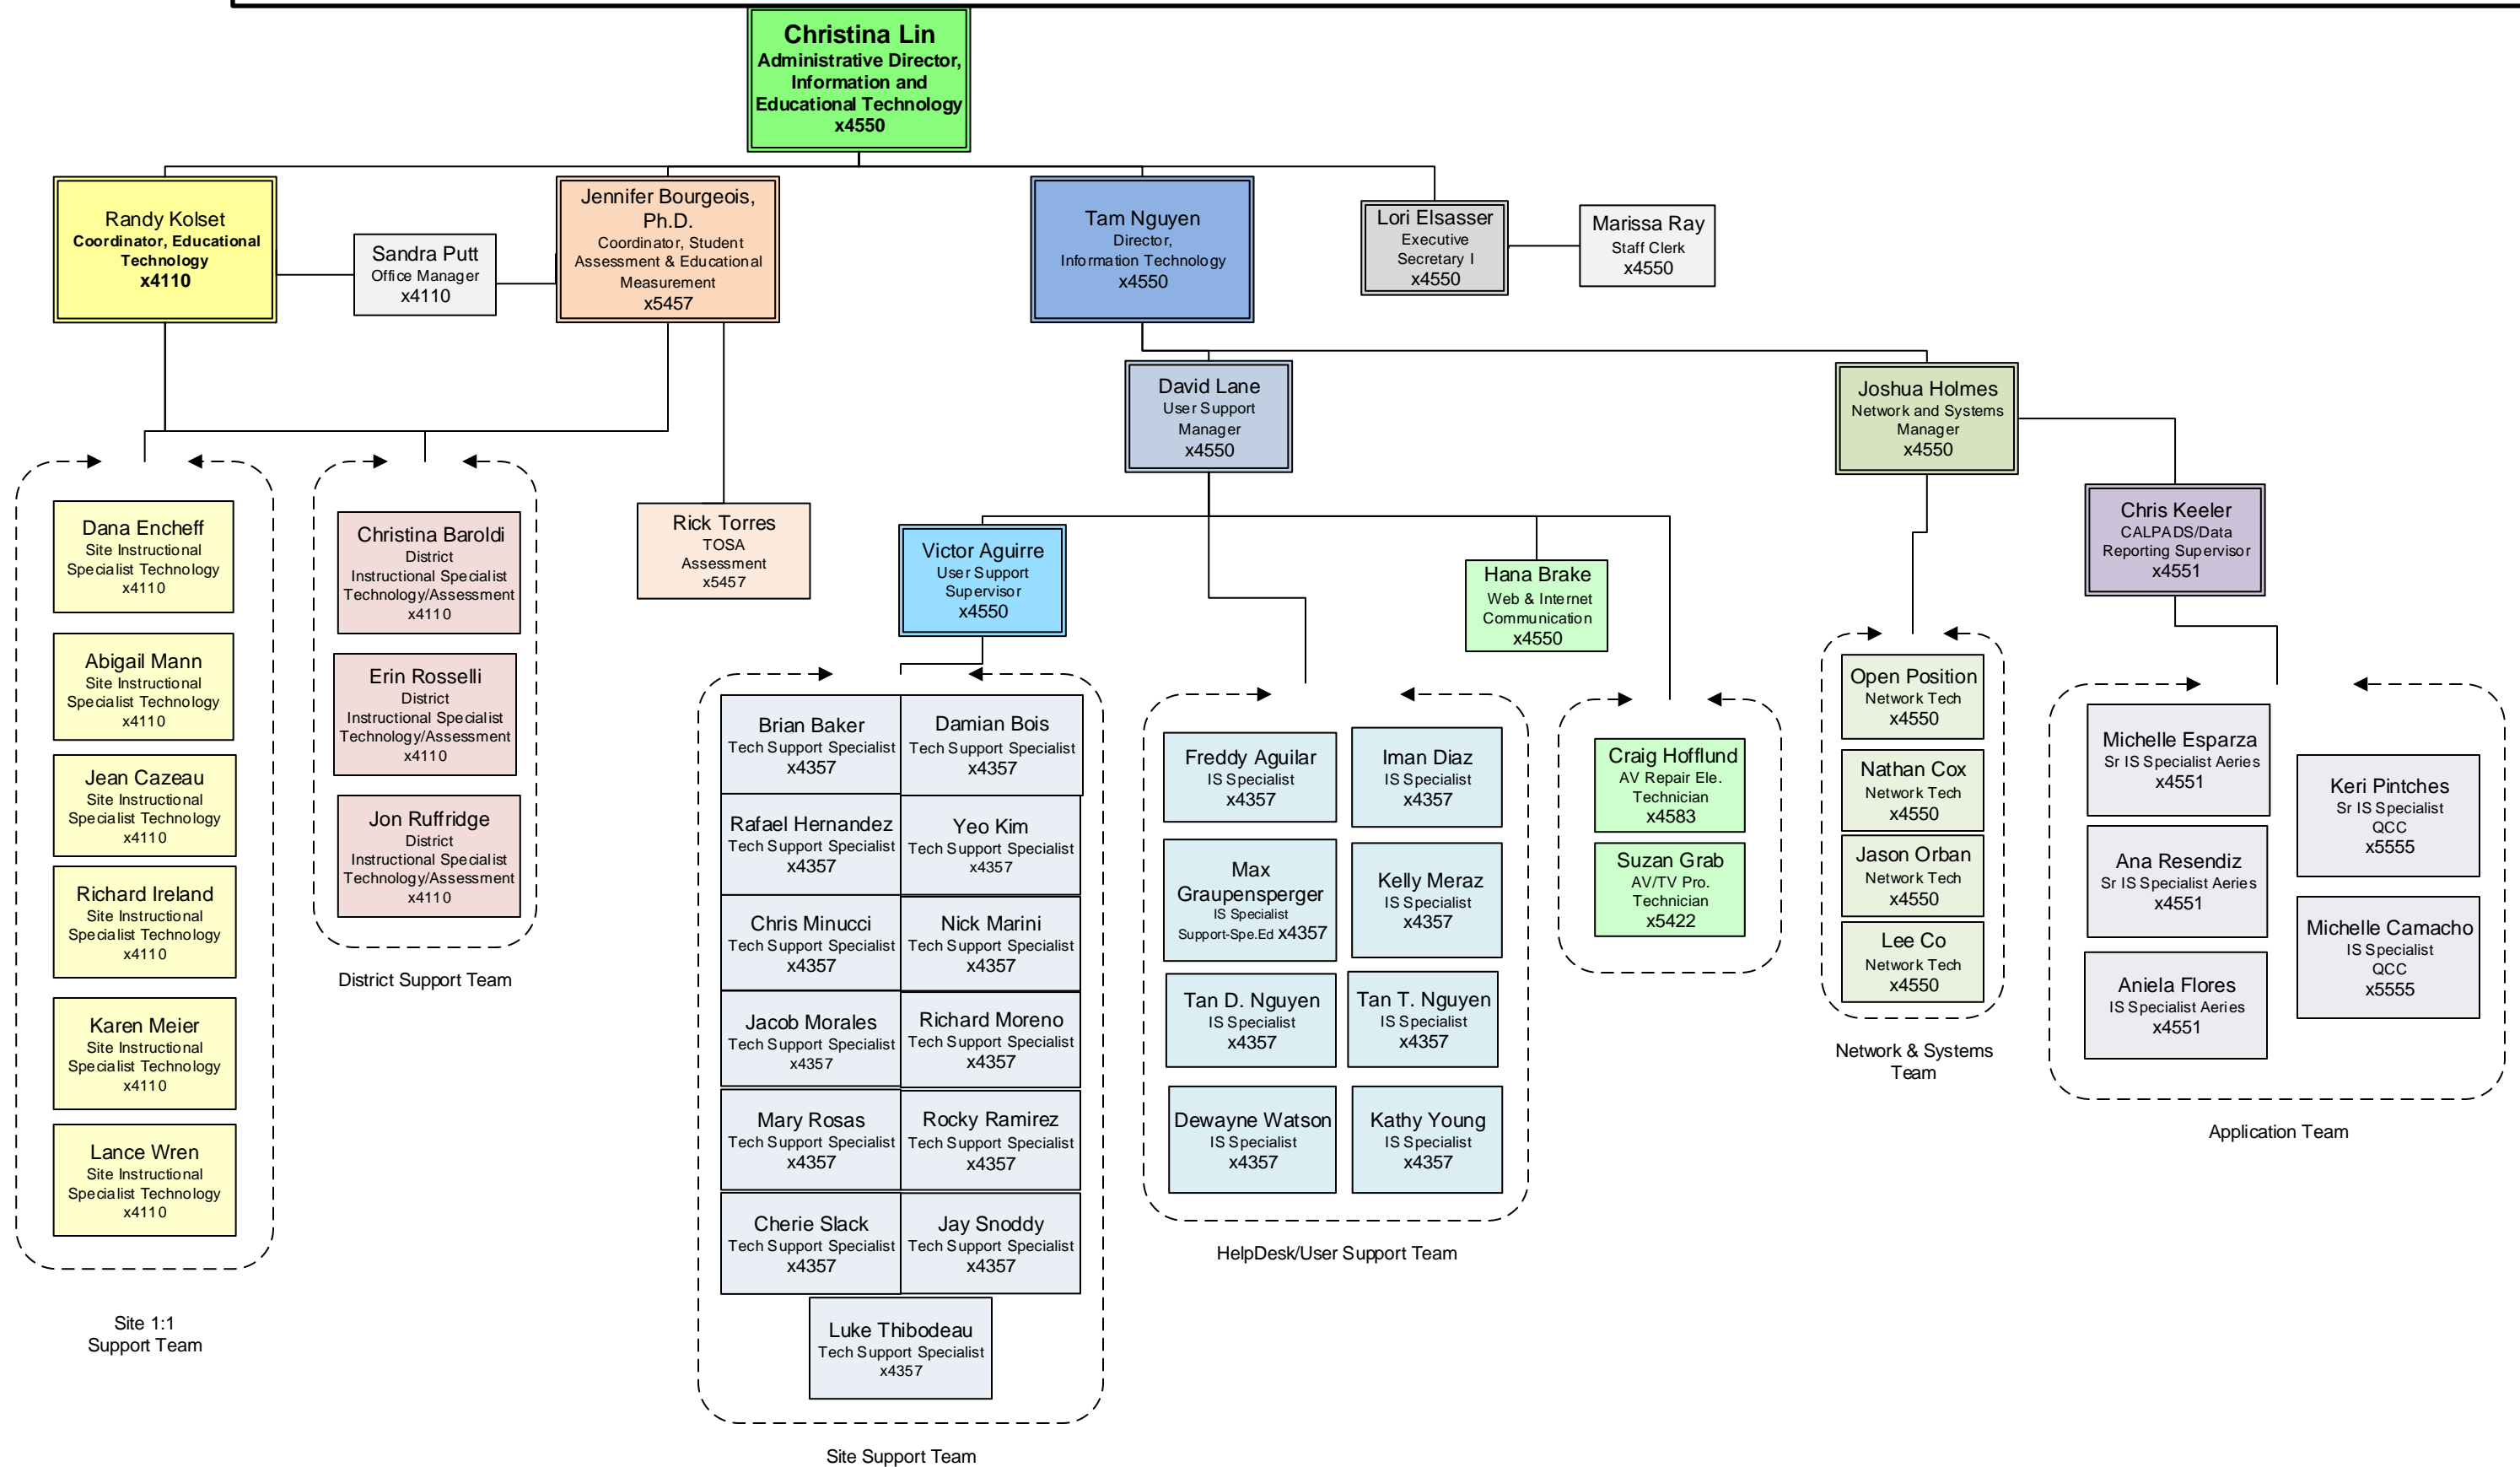 Christina Lin
Administrative Director,
Information and
Educational Technology
x4550
Randy Kolset
Coordinator, Educational
Technology
x4110
Sandra Putt
Office Manager
x4110
Jennifer Bourgeois,
Ph.D.
Coordinator, Student
Assessment & Educational
Measurement
x5457
Tam Nguyen
Director,
Information Technology
x4550
Lori Elsasser
Executive
Secretary I
x4550
Marissa Ray
Staff Clerk
x4550
David Lane
User Support
Manager
x4550
Joshua Holmes
Network and Systems
Manager
x4550
Chris Keeler
CALPADS/Data
Reporting Supervisor
x4551
Rick Torres
TOSA
Assessment
x5457
Victor Aguirre
User Support
Supervisor
x4550
Hana Brake
Web & Internet
Communication
x4550
Dana Encheff
Site Instructional
Specialist Technology
x4110
Abigail Mann
Site Instructional
Specialist Technology
x4110
Jean Cazeau
Site Instructional
Specialist Technology
x4110
Richard Ireland
Site Instructional
Specialist Technology
x4110
Karen Meier
Site Instructional
Specialist Technology
x4110
Lance Wren
Site Instructional
Specialist Technology
x4110
Site 1:1
Support Team
Christina Baroldi
District
Instructional Specialist
Technology/Assessment
x4110
Erin Rosselli
District
Instructional Specialist
Technology/Assessment
x4110
Jon Ruffridge
District
Instructional Specialist
Technology/Assessment
x4110
District Support Team
Brian Baker
Tech Support Specialist
x4357
Damian Bois
Tech Support Specialist
x4357
Rafael Hernandez
Tech Support Specialist
x4357
Yeo Kim
Tech Support Specialist
x4357
Chris Minucci
Tech Support Specialist
x4357
Nick Marini
Tech Support Specialist
x4357
Jacob Morales
Tech Support Specialist
x4357
Richard Moreno
Tech Support Specialist
x4357
Mary Rosas
Tech Support Specialist
x4357
Rocky Ramirez
Tech Support Specialist
x4357
Cherie Slack
Tech Support Specialist
x4357
Jay Snoddy
Tech Support Specialist
x4357
Luke Thibodeau
Tech Support Specialist
x4357
Site Support Team
Freddy Aguilar
IS Specialist
x4357
Iman Diaz
IS Specialist
x4357
Max
Graupensperger
IS Specialist
Support-Spe.Ed x4357
Kelly Meraz
IS Specialist
x4357
Tan D. Nguyen
IS Specialist
x4357
Tan T. Nguyen
IS Specialist
x4357
Dewayne Watson
IS Specialist
x4357
Kathy Young
IS Specialist
x4357
HelpDesk/User Support Team
Craig Hofflund
AV Repair Ele.
Technician
x4583
Suzan Grab
AV/TV Pro.
Technician
x5422
Open Position
Network Tech
x4550
Nathan Cox
Network Tech
x4550
Jason Orban
Network Tech
x4550
Lee Co
Network Tech
x4550
Network & Systems
Team
Michelle Esparza
Sr IS Specialist Aeries
x4551
Ana Resendiz
Sr IS Specialist Aeries
x4551
Aniela Flores
IS Specialist Aeries
x4551
Keri Pintches
Sr IS Specialist
QCC
x5555
Michelle Camacho
IS Specialist
QCC
x5555
Application Team